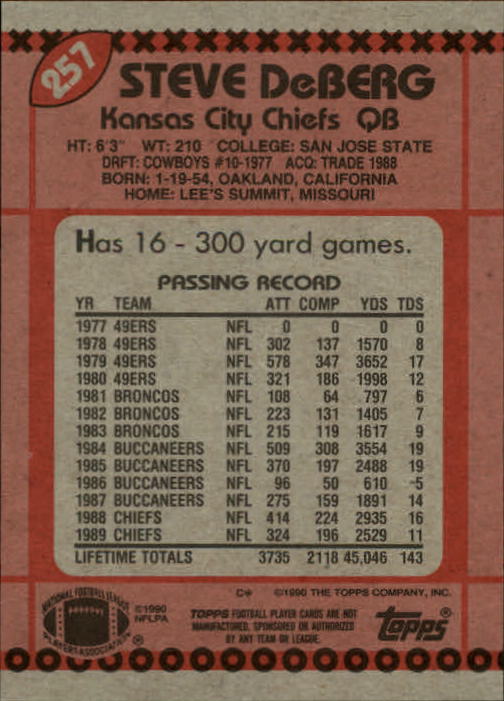 257
STEVE DeBERG
Kansas City Chiefs QB
HT: 6'3" WT: 210 COLLEGE: SAN JOSE STATE
DRFT: COWBOYS #10-1977 ACQ: TRADE 1988
BORN: 1-19-54, OAKLAND, CALIFORNIA
HOME: LEE'S SUMMIT, MISSOURI
Has 16 - 300 yard games.
PASSING RECORD
YR TEAM ATT COMP YDS TDS
1977 49ERS NFL 0 0 0 0
1978 49ERS NFL 302 137 1570 8
1979 49ERS NFL 578 347 3652 17
1980 49ERS NFL 321 186 1998 12
1981 BRONCOS NFL 108 64 797 6
1982 BRONCOS NFL 223 131 1405 7
1983 BRONCOS NFL 215 119 1617 9
1984 BUCCANEERS NFL 509 308 3554 19
1985 BUCCANEERS NFL 370 197 2488 19
1986 BUCCANEERS NFL 96 50 610 5
1987 BUCCANEERS NFL 275 159 1891 14
1988 CHIEFS NFL 414 224 2935 16
1989 CHIEFS NFL 324 196 2529 11
LIFETIME TOTALS 3735 2118 45,046 143
C* ©1990 THE TOPPS COMPANY, INC.
NATIONAL FOOTBALL LEAGUE
PLAYERS ASSOCIATION ®
©1990
NFLPA
TOPPS FOOTBALL PLAYER CARDS ARE NOT
MANUFACTURED, SPONSORED OR AUTHORIZED
BY ANY TEAM OR LEAGUE.
topps®